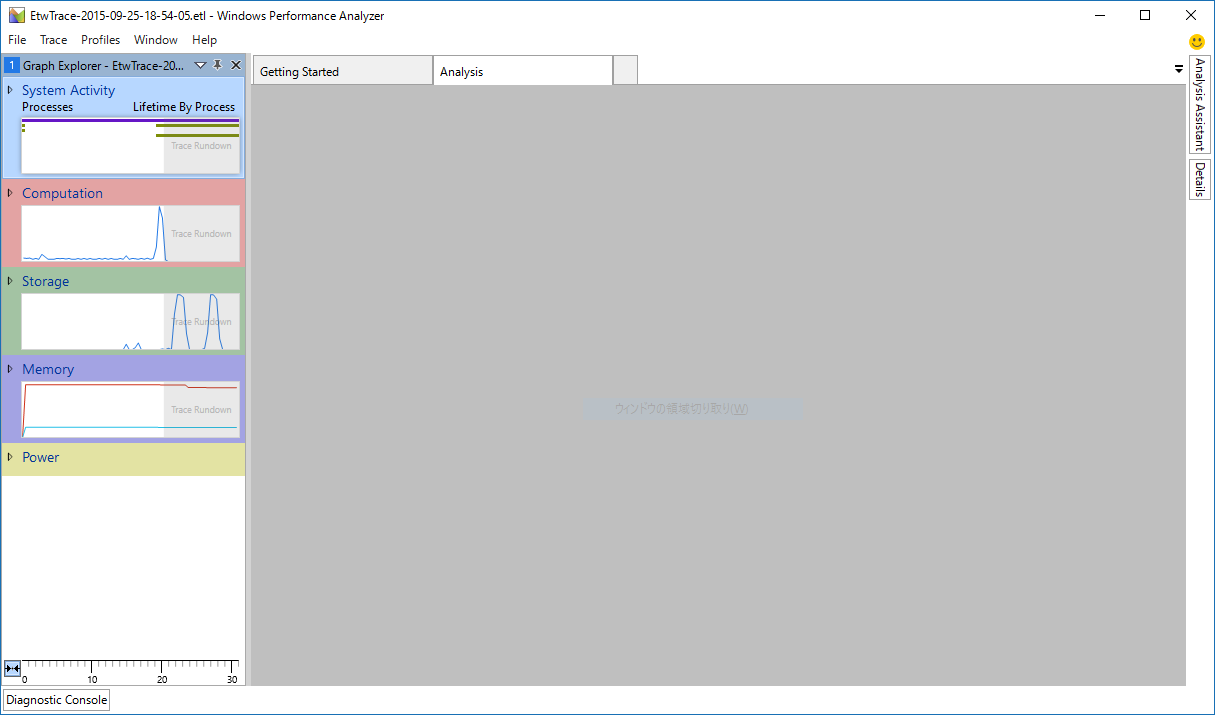 EtwTrace-2015-09-25-18-54-05.etl - Windows Performance Analyzer
File Trace Profiles Window Help
1 Graph Explorer - EtwTrace-20...
Getting Started
Analysis
System Activity
Processes Lifetime By Process
Trace Rundown
Computation
Trace Rundown
Storage
Trace Rundown
Memory
Trace Rundown
Power
ウィンドウの領域切り取り(W)
0 10 20 30
Diagnostic Console
Analysis Assistant
Details